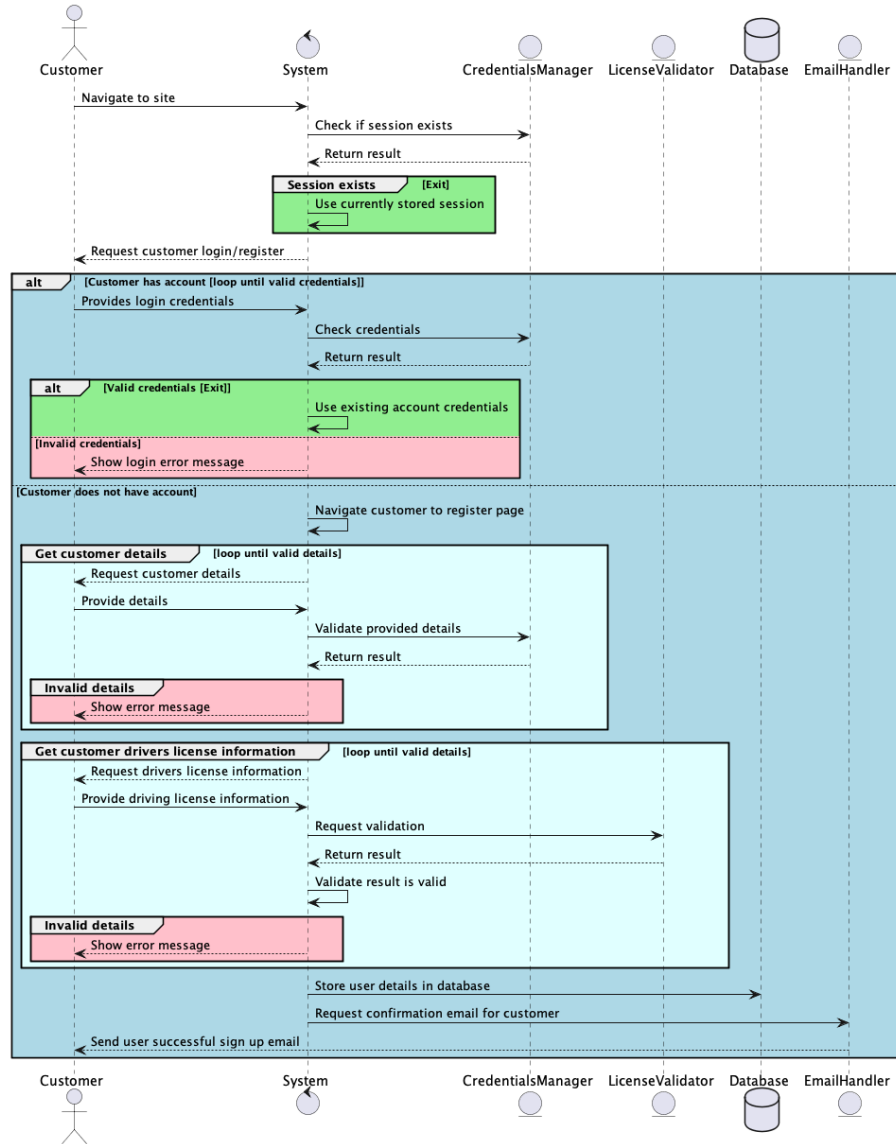 Customer System CredentialsManager LicenseValidator Database EmailHandler
Navigate to site
Check if session exists
Return result
Session exists [Exit]
Use currently stored session
Request customer login/register
alt [Customer has account [loop until valid credentials]]
Provides login credentials
Check credentials
Return result
alt [Valid credentials [Exit]]
Use existing account credentials
[Invalid credentials]
Show login error message
[Customer does not have account]
Navigate customer to register page
Get customer details [loop until valid details]
Request customer details
Provide details
Validate provided details
Return result
Invalid details
Show error message
Get customer drivers license information [loop until valid details]
Request drivers license information
Provide driving license information
Request validation
Return result
Validate result is valid
Invalid details
Show error message
Store user details in database
Request confirmation email for customer
Send user successful sign up email
Customer System CredentialsManager LicenseValidator Database EmailHandler